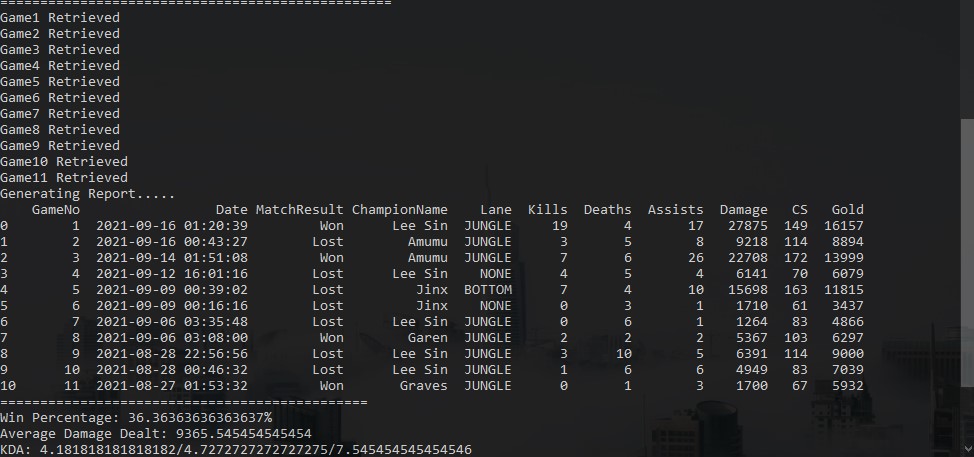 =================================================
Game1 Retrieved
Game2 Retrieved
Game3 Retrieved
Game4 Retrieved
Game5 Retrieved
Game6 Retrieved
Game7 Retrieved
Game8 Retrieved
Game9 Retrieved
Game10 Retrieved
Game11 Retrieved
Generating Report.....
    GameNo                 Date MatchResult ChampionName    Lane  Kills  Deaths  Assists  Damage   CS   Gold
0        1  2021-09-16 01:20:39         Won      Lee Sin  JUNGLE     19       4       17   27875  149  16157
1        2  2021-09-16 00:43:27        Lost        Amumu  JUNGLE      3       5        8    9218  114   8894
2        3  2021-09-14 01:51:08         Won        Amumu  JUNGLE      7       6       26   22708  172  13999
3        4  2021-09-12 16:01:16        Lost      Lee Sin    NONE      4       5        4    6141   70   6079
4        5  2021-09-09 00:39:02        Lost         Jinx  BOTTOM      7       4       10   15698  163  11815
5        6  2021-09-09 00:16:16        Lost         Jinx    NONE      0       3        1    1710   61   3437
6        7  2021-09-06 03:35:48        Lost      Lee Sin  JUNGLE      0       6        1    1264   83   4866
7        8  2021-09-06 03:08:00         Won        Garen  JUNGLE      2       2        2    5367  103   6297
8        9  2021-08-28 22:56:56        Lost      Lee Sin  JUNGLE      3      10        5    6391  114   9000
9       10  2021-08-28 00:46:32        Lost      Lee Sin  JUNGLE      1       6        6    4949   83   7039
10      11  2021-08-27 01:53:32         Won       Graves  JUNGLE      0       1        3    1700   67   5932
==============================================
Win Percentage: 36.36363636363637%
Average Damage Dealt: 9365.545454545454
KDA: 4.181818181818182/4.7272727272727275/7.545454545454546